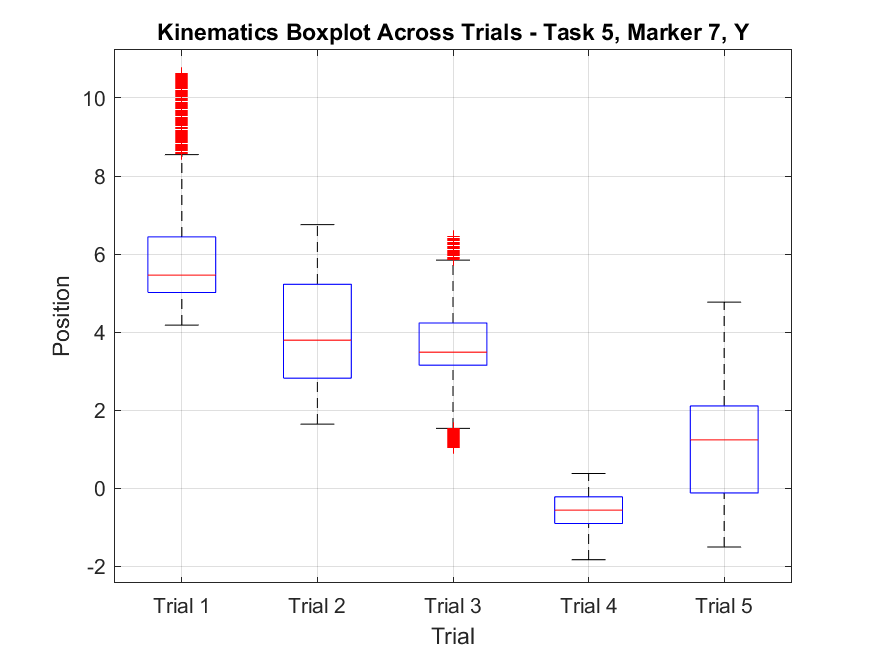 Kinematics Boxplot Across Trials - Task 5, Marker 7, Y
10
8
6
4
2
0
-2
Position
Trial 1
Trial 2
Trial 3
Trial 4
Trial 5
Trial